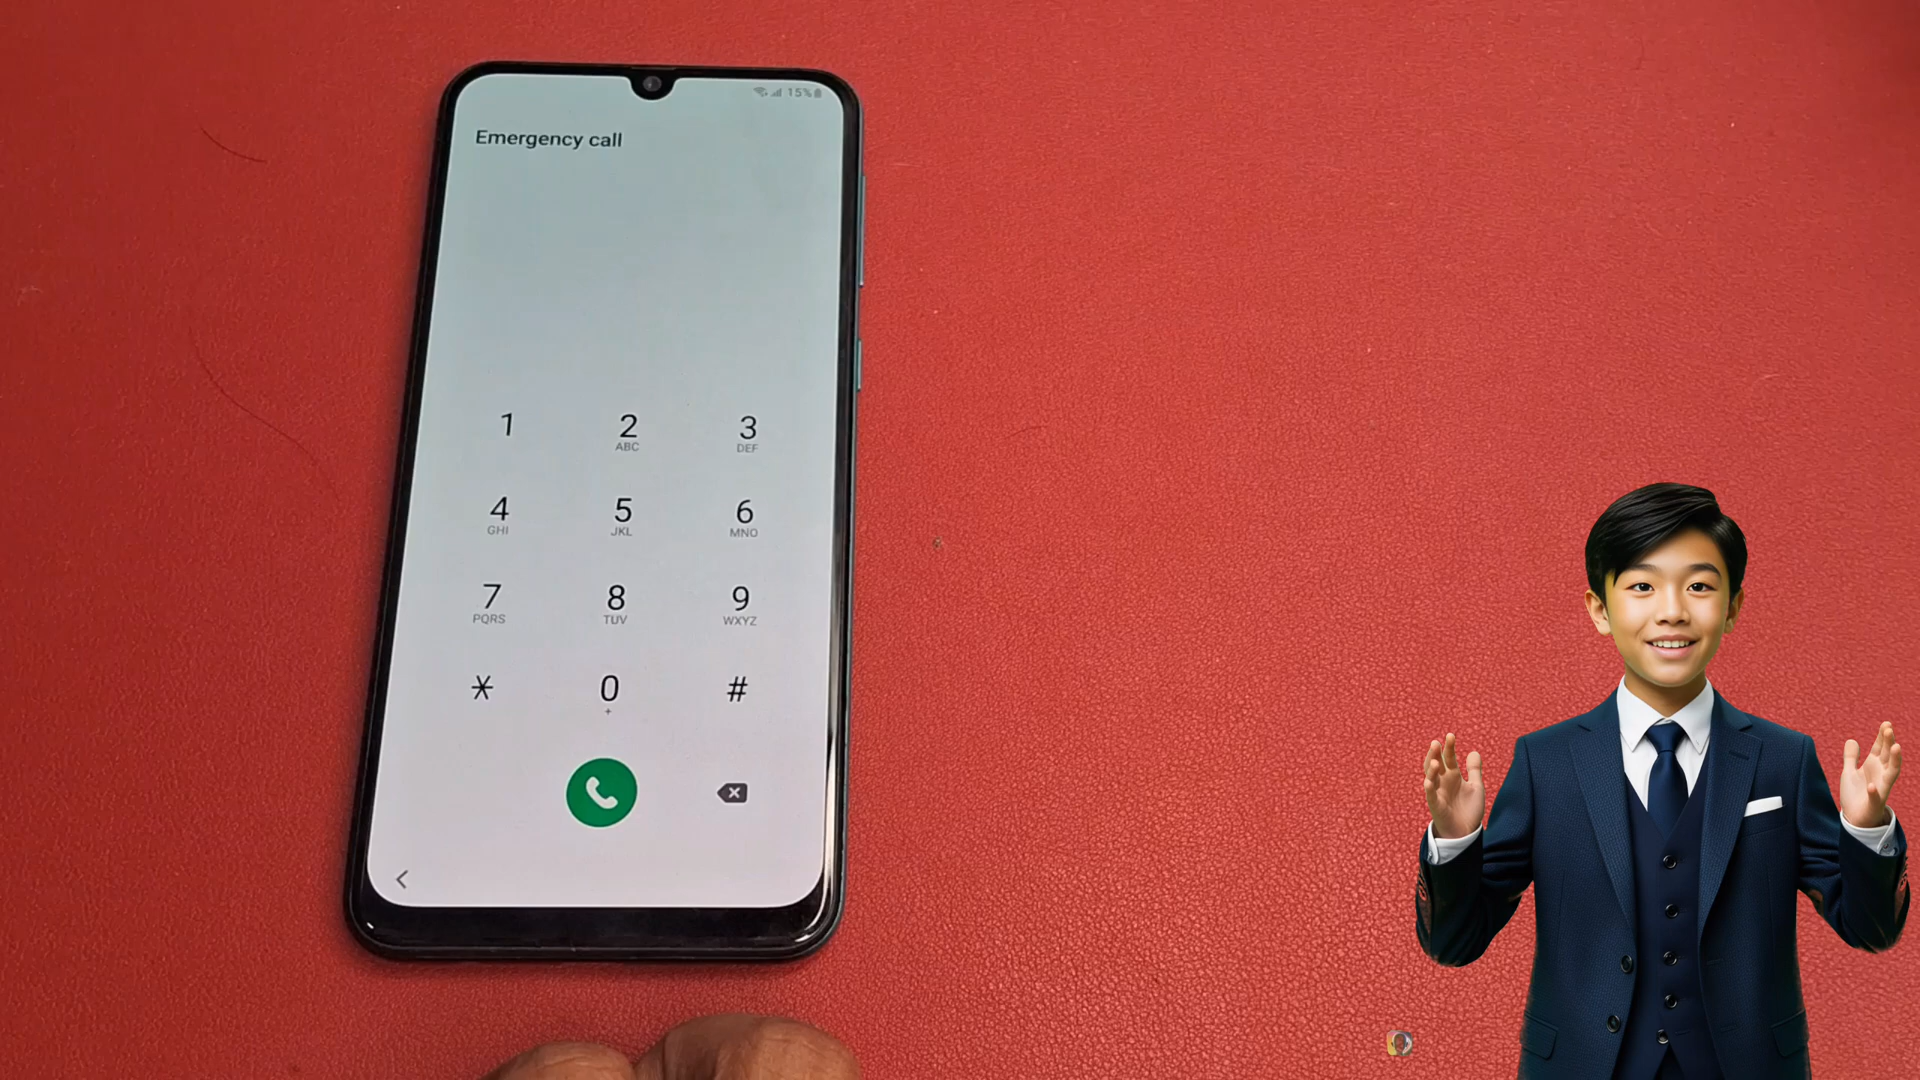 15%
Emergency call
1 2 3
ABC DEF
4 5 6
GHI JKL MNO
7 8 9
PQRS TUV WXYZ
* 0 #
+